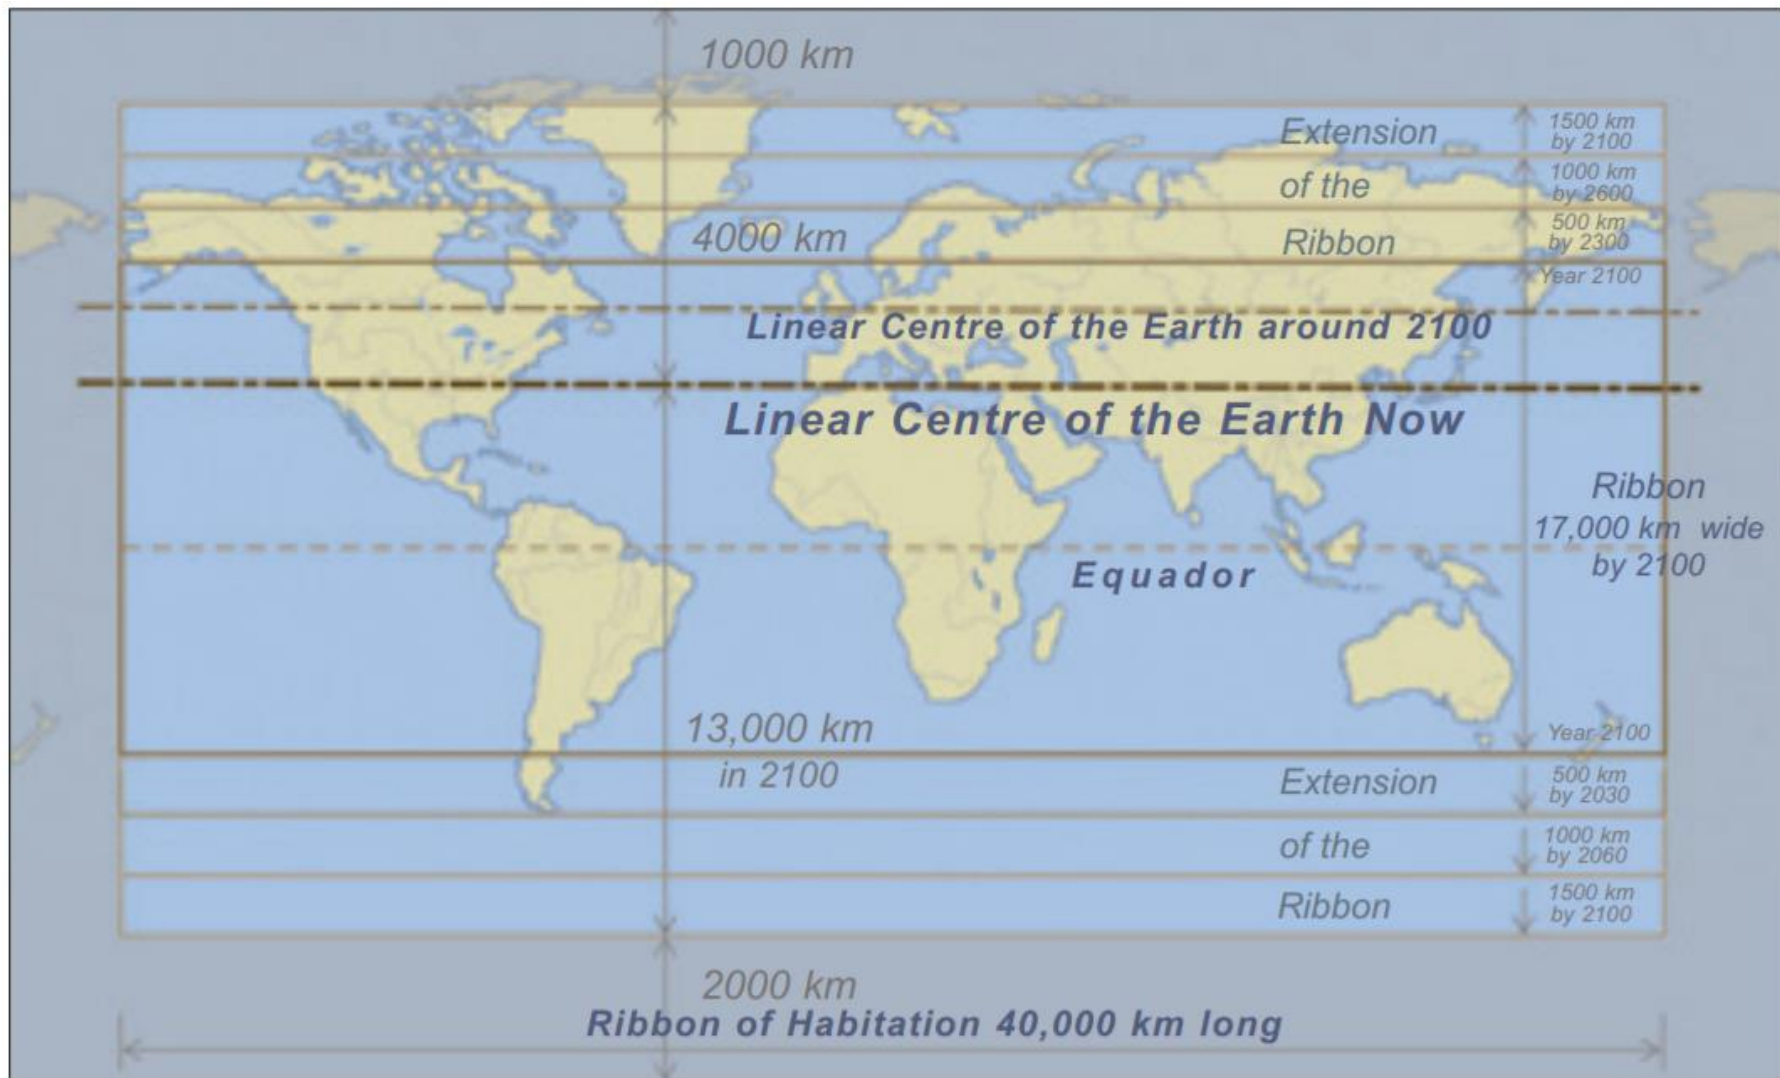 1000 km
Extension
1500 km
by 2100
of the
1000 km
by 2600
4000 km
Ribbon
500 km
by 2300
Year 2100
Linear Centre of the Earth around 2100
Linear Centre of the Earth Now
Ribbon
17,000 km wide
by 2100
Equador
13,000 km
in 2100
Year 2100
Extension
500 km
by 2030
of the
1000 km
by 2060
Ribbon
1500 km
by 2100
2000 km
Ribbon of Habitation 40,000 km long